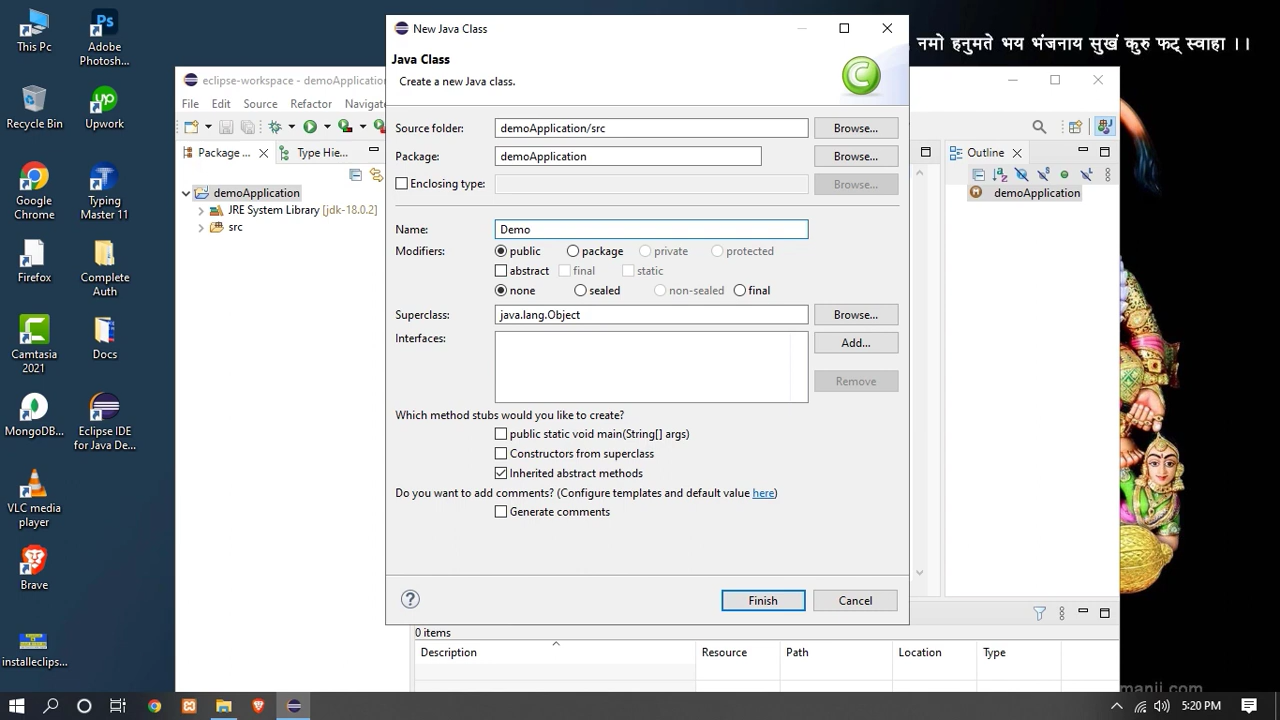 This PC
Adobe
Photosh...
Recycle Bin
Upwork
Google
Chrome
Typing
Master 11
Firefox
Complete
Auth
Camtasia
2021
Docs
MongoDB...
Eclipse IDE
for Java De...
VLC media
player
Brave
installeclips...
नमो हनुमते भय भंजनाय सुखं कुरु फट् स्वाहा ।।
eclipse-workspace - demoApplication
File Edit Source Refactor Navigate
Package ... Type Hie...
demoApplication
JRE System Library [jdk-18.0.2]
src
New Java Class
Java Class
Create a new Java class.
Source folder: demoApplication/src Browse...
Package: demoApplication Browse...
Enclosing type: Browse...
Name: Demo
Modifiers: public package private protected
abstract final static
none sealed non-sealed final
Superclass: java.lang.Object Browse...
Interfaces: Add...
Remove
Which method stubs would you like to create?
public static void main(String[] args)
Constructors from superclass
Inherited abstract methods
Do you want to add comments? (Configure templates and default value here)
Generate comments
Finish Cancel
Outline
demoApplication
0 items
Description Resource Path Location Type
5:20 PM